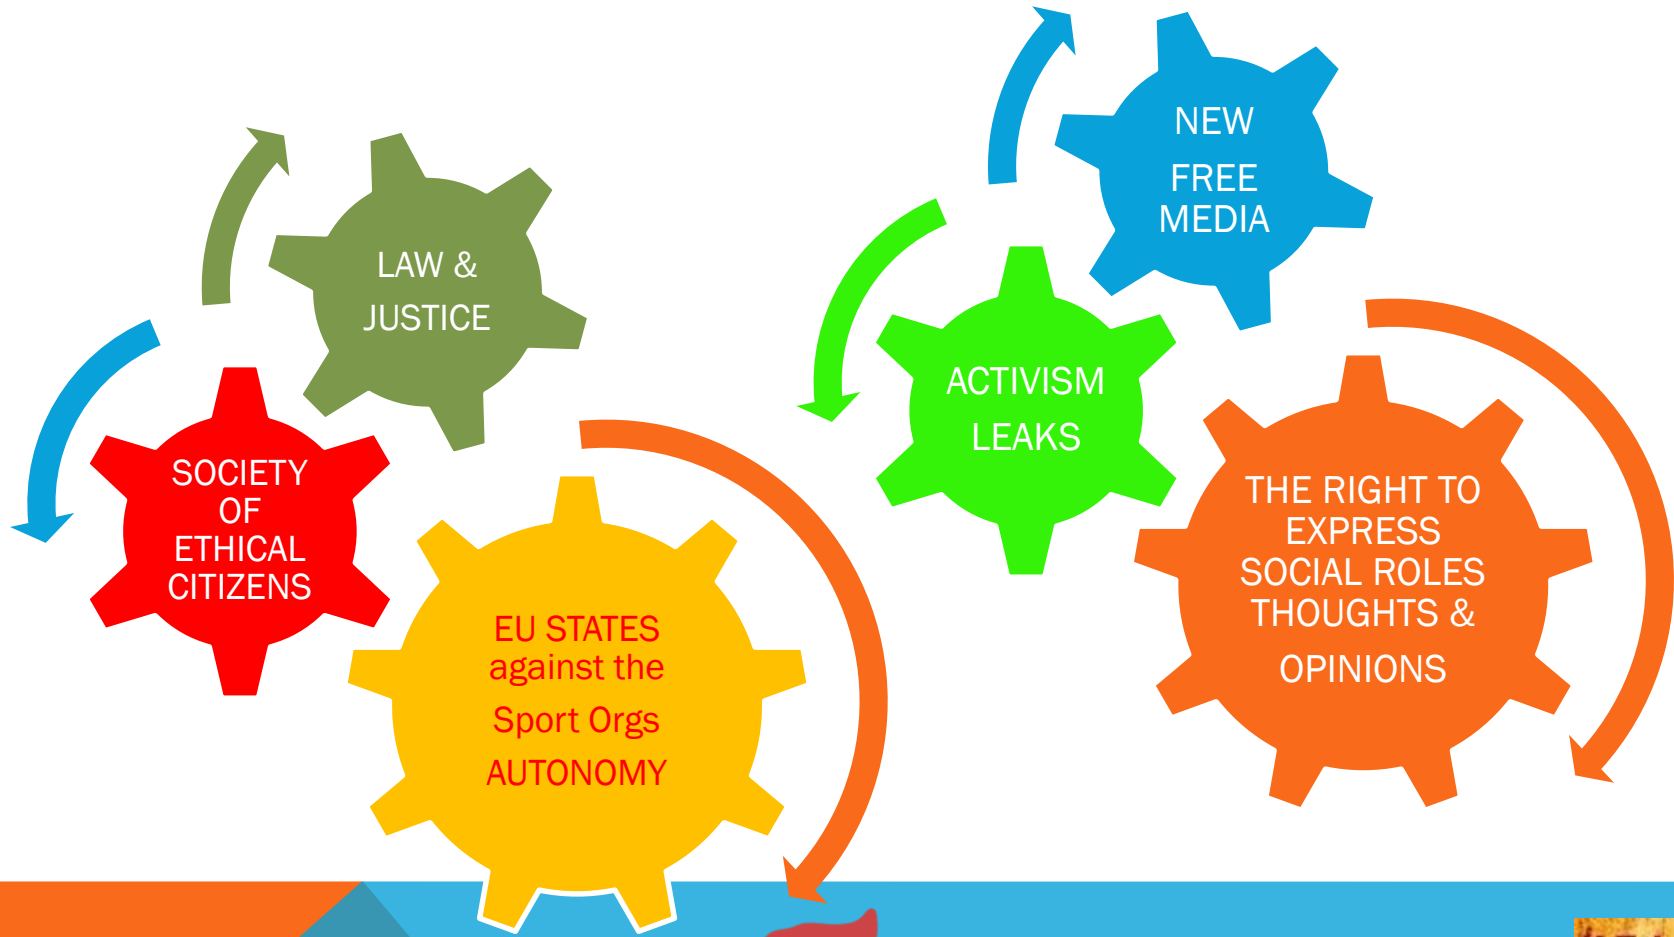 LAW &
JUSTICE
SOCIETY
OF
ETHICAL
CITIZENS
EU STATES
against the
Sport Orgs
AUTONOMY
NEW
FREE
MEDIA
ACTIVISM
LEAKS
THE RIGHT TO
EXPRESS
SOCIAL ROLES
THOUGHTS &
OPINIONS